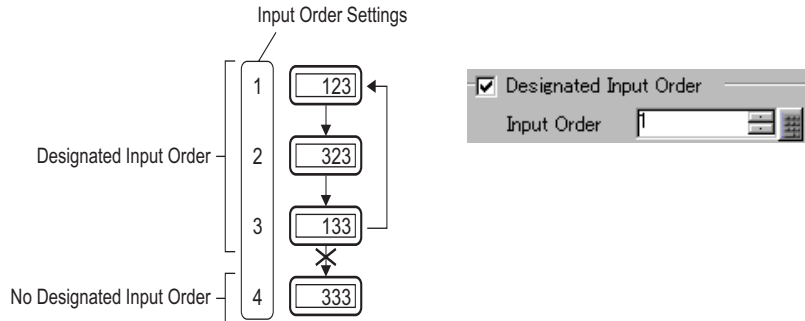 Input Order Settings
1 123
Designated Input Order 2 323
3 133
No Designated Input Order 4 333
Designated Input Order
Input Order 1